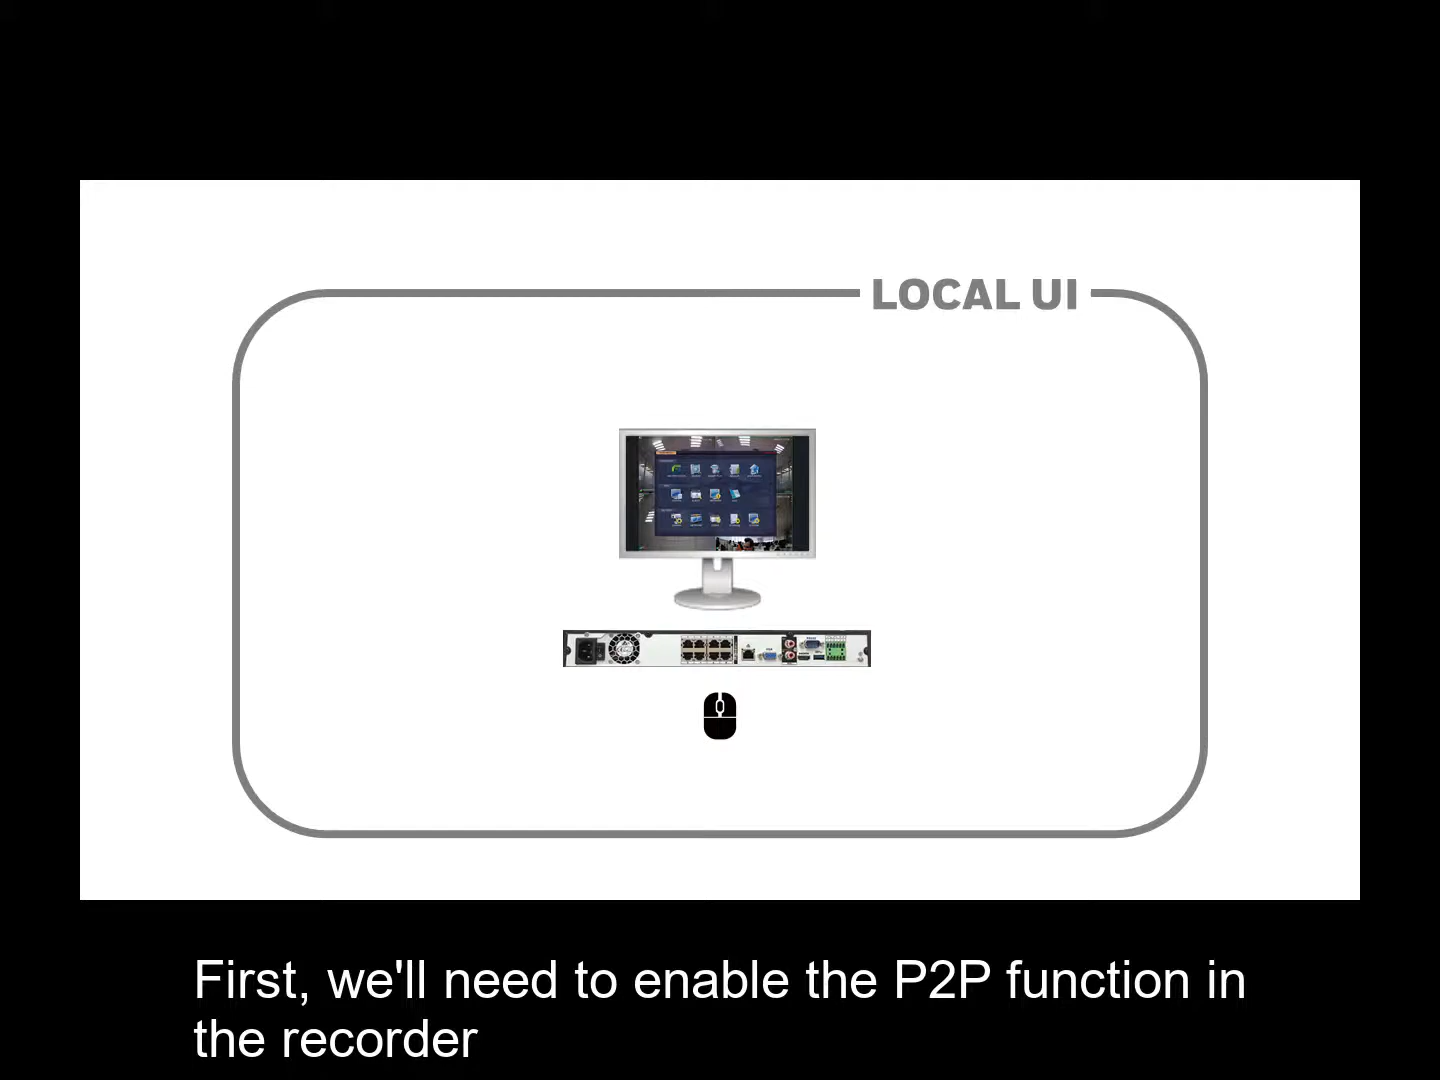 LOCAL UI
First, we'll need to enable the P2P function in
the recorder